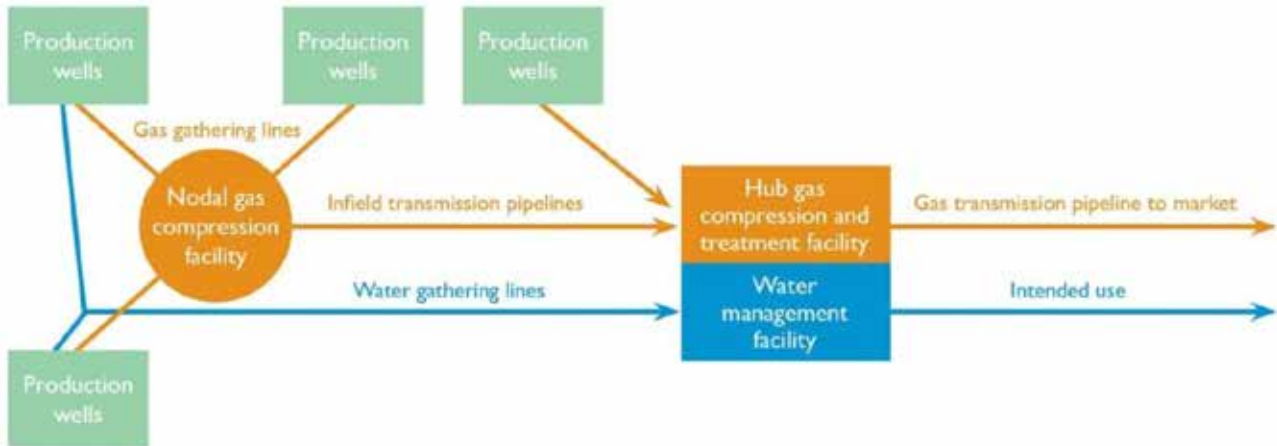 Production
wells
Production
wells
Production
wells
Gas gathering lines
Nodal gas
compression
facility
Infield transmission pipelines
Hub gas
compression and
treatment facility
Gas transmission pipeline to market
Water gathering lines
Water
management
facility
Intended use
Production
wells